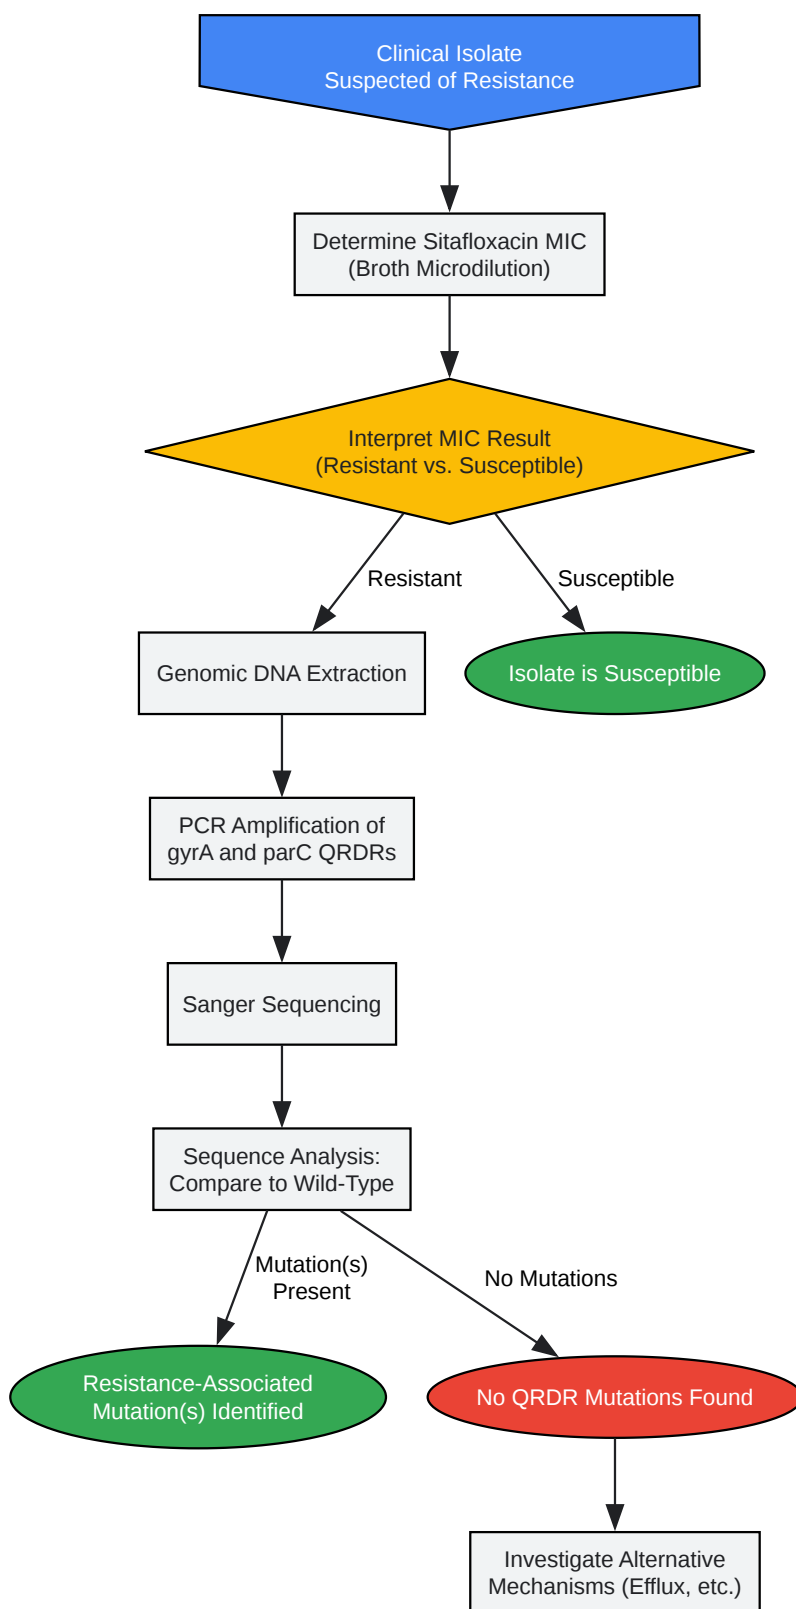 Clinical Isolate
Suspected of Resistance
Determine Sitafloxacin MIC
(Broth Microdilution)
Interpret MIC Result
(Resistant vs. Susceptible)
Resistant
Susceptible
Genomic DNA Extraction
Isolate is Susceptible
PCR Amplification of
gyrA and parC QRDRs
Sanger Sequencing
Sequence Analysis:
Compare to Wild-Type
Mutation(s)
Present
No Mutations
Resistance-Associated
Mutation(s) Identified
No QRDR Mutations Found
Investigate Alternative
Mechanisms (Efflux, etc.)